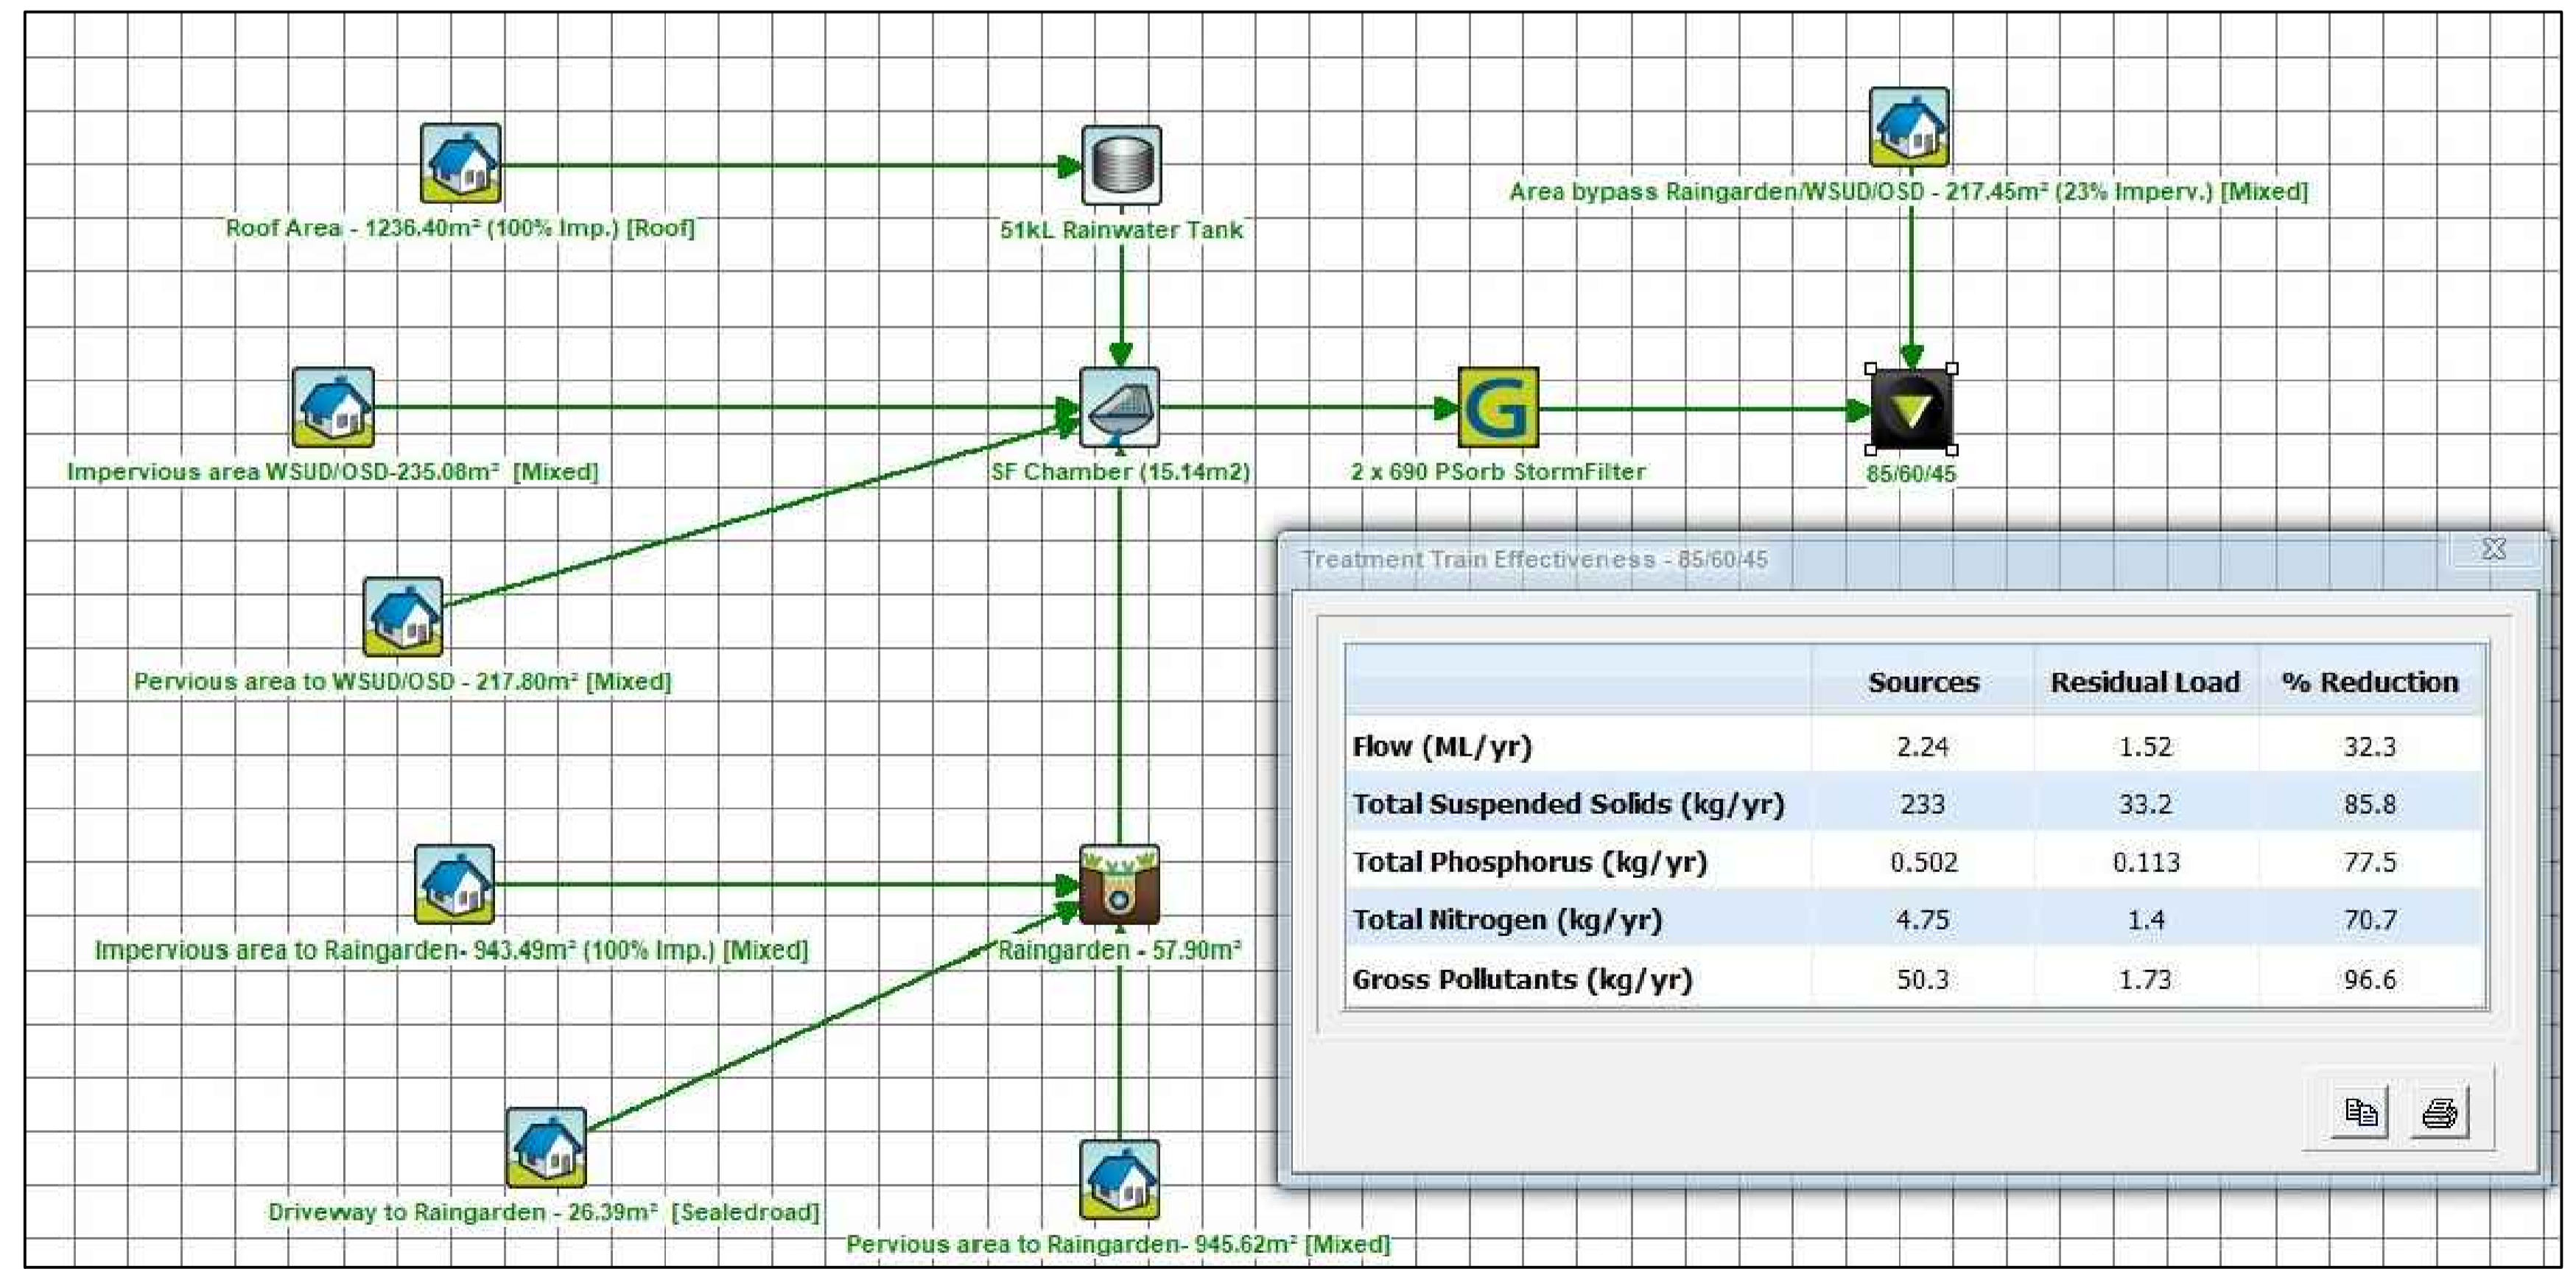 Area bypass Raingarden/WSUD/OSD - 217.45m² (23% Imperv.) [Mixed]
Roof Area - 1236.40m² (100% Imp.) [Roof]
51kL Rainwater Tank
G
Impervious area WSUD/OSD-235.08m² [Mixed]
SF Chamber (15.14m2)
2 x 690 PSorb StormFilter
85/60/45
Treatment Train Effectiveness - 85/60/45
Pervious area to WSUD/OSD - 217.80m² [Mixed]
Sources Residual Load % Reduction
Flow (ML/yr) 2.24 1.52 32.3
Total Suspended Solids (kg/yr) 233 33.2 85.8
Total Phosphorus (kg/yr) 0.502 0.113 77.5
Total Nitrogen (kg/yr) 4.75 1.4 70.7
Gross Pollutants (kg/yr) 50.3 1.73 96.6
Impervious area to Raingarden- 943.49m² (100% Imp.) [Mixed]
Raingarden - 57.90m²
Driveway to Raingarden - 26.39m² [Sealedroad]
Pervious area to Raingarden- 945.62m² [Mixed]